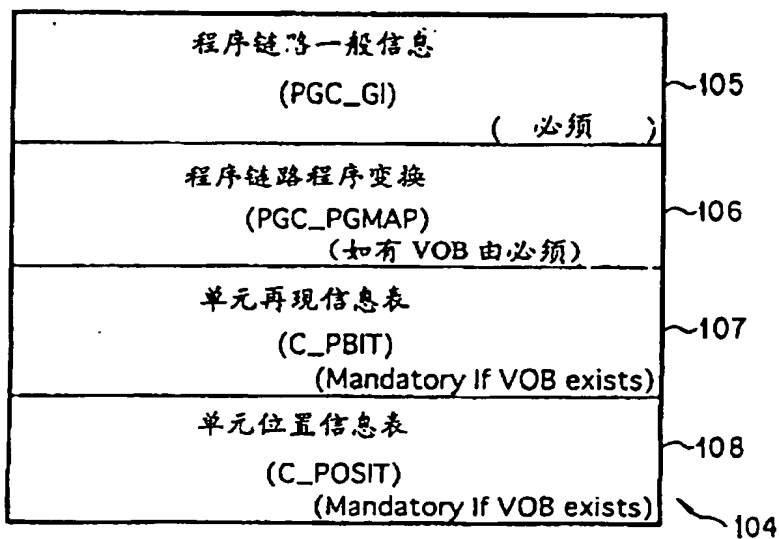 程序链路一般信息
(PGC_GI)
( 必须 )
105
程序链路程序变换
(PGC_PGMAP)
(如有 VOB 由必须)
106
单元再现信息表
(C_PBIT)
(Mandatory If VOB exists)
107
单元位置信息表
(C_POSIT)
(Mandatory If VOB exists)
108
104